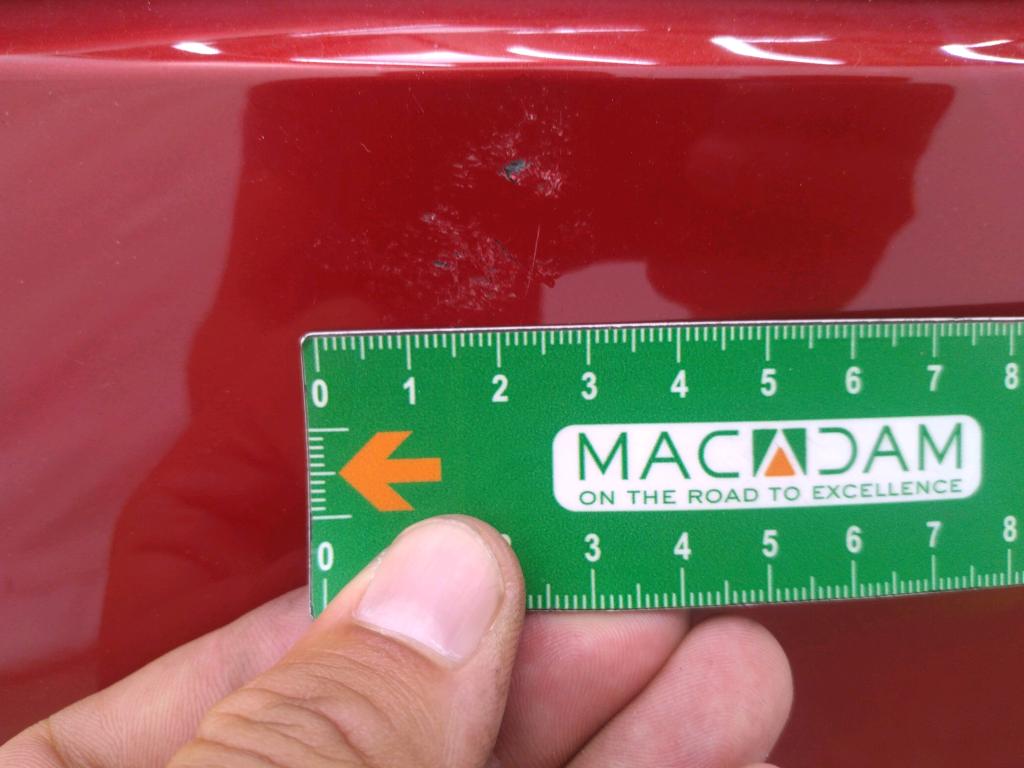 0 1 2 3 4 5 6 7 8
MACADAM
ON THE ROAD TO EXCELLENCE
0 3 4 5 6 7 8